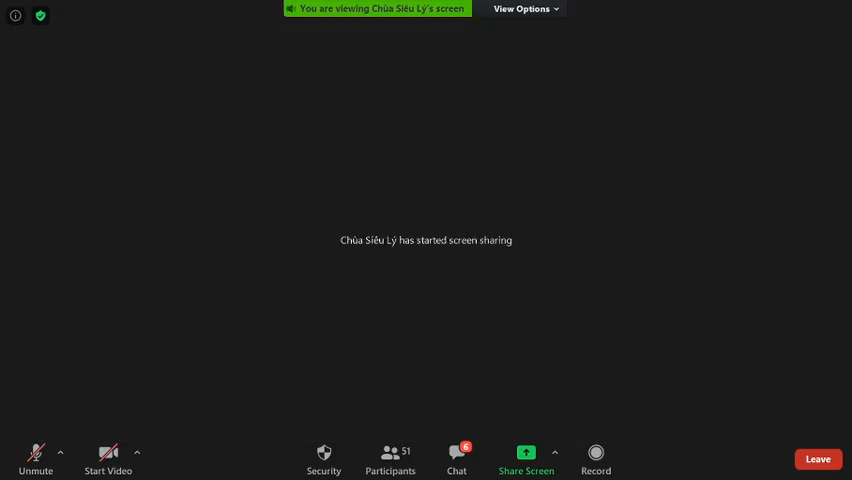 You are viewing Chùa Siêu Lý's screen
View Options
Chùa Siêu Lý has started screen sharing
51
6
Unmute
Start Video
Security
Participants
Chat
Share Screen
Record
Leave